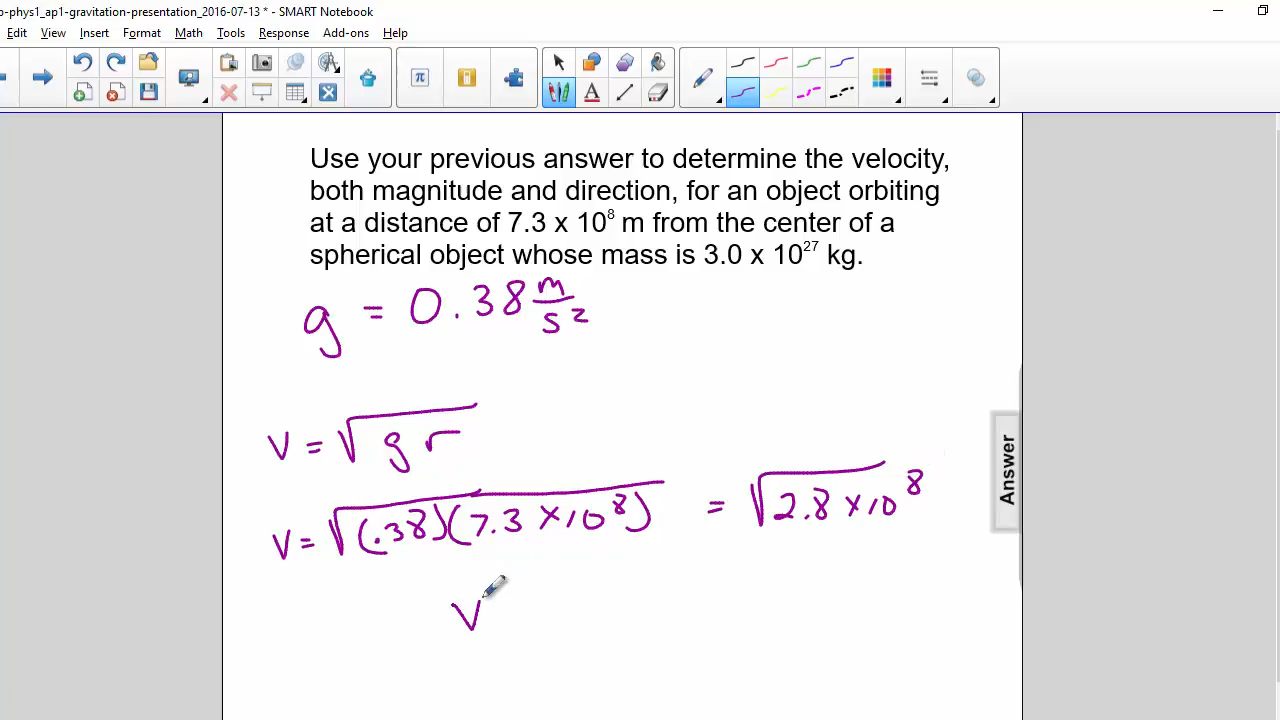 o-phys1_ap1-gravitation-presentation_2016-07-13 * - SMART Notebook
Edit View Insert Format Math Tools Response Add-ons Help
Use your previous answer to determine the velocity,
both magnitude and direction, for an object orbiting
at a distance of 7.3 x 10⁸ m from the center of a
spherical object whose mass is 3.0 x 10²⁷ kg.
g = 0.38 m/s²
v = √gr
v = √(.38)(7.3 × 10⁸) = √2.8 × 10⁸
v
Answer